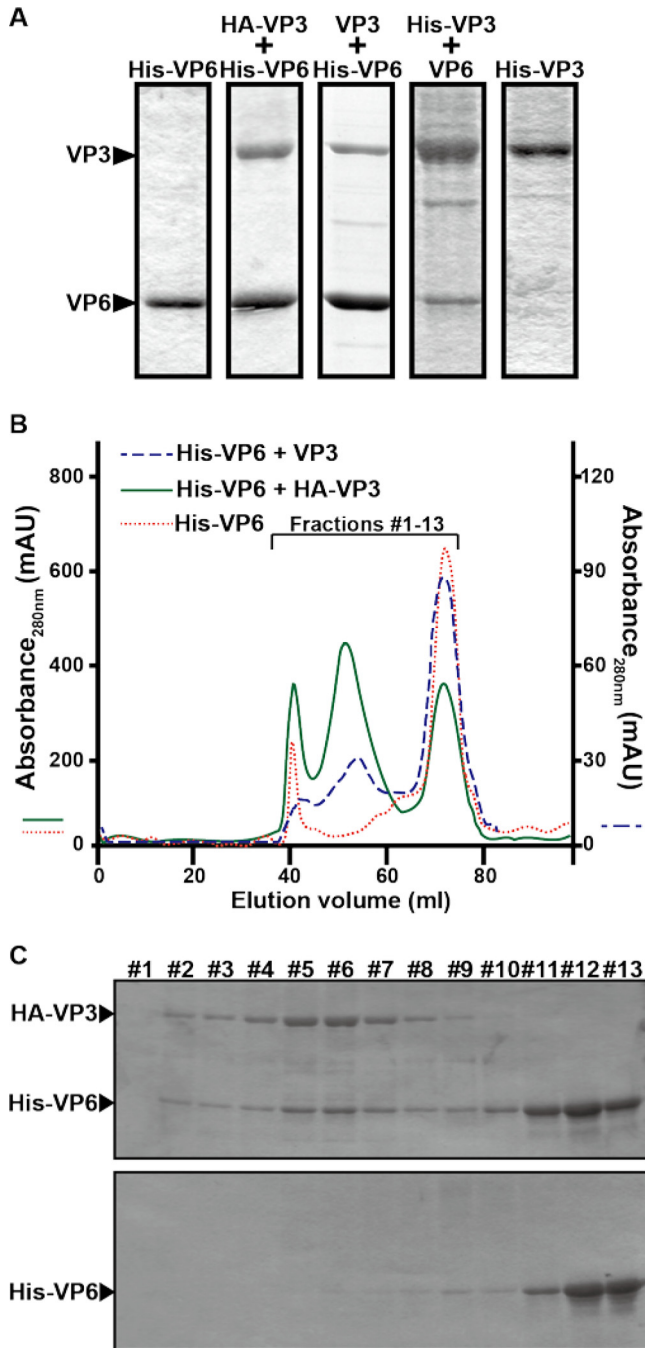 A
HA-VP3 VP3 His-VP3
+ + +
His-VP6 His-VP6 His-VP6 VP6 His-VP3
VP3
VP6
B
His-VP6 + VP3
His-VP6 + HA-VP3
His-VP6
Fractions #1-13
800
600
400
200
0
Absorbance280nm (mAU)
120
90
60
30
0
Absorbance280nm (mAU)
0 20 40 60 80
Elution volume (ml)
C
#1 #2 #3 #4 #5 #6 #7 #8 #9 #10 #11 #12 #13
HA-VP3
His-VP6
His-VP6